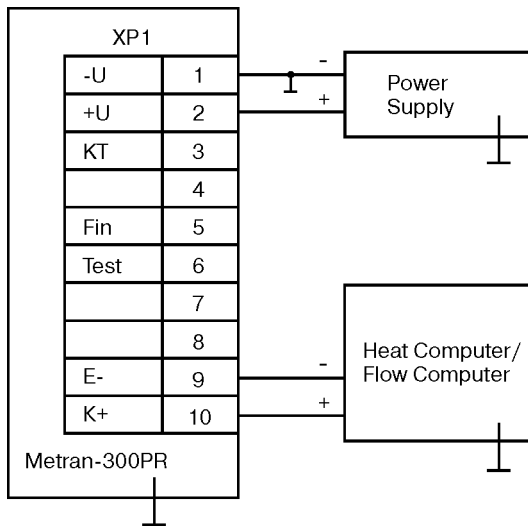 XP1
-U 1
+U 2
KT 3
4
Fin 5
Test 6
7
8
E- 9
K+ 10
Metran-300PR
-
+
Power
Supply
-
+
Heat Computer/
Flow Computer